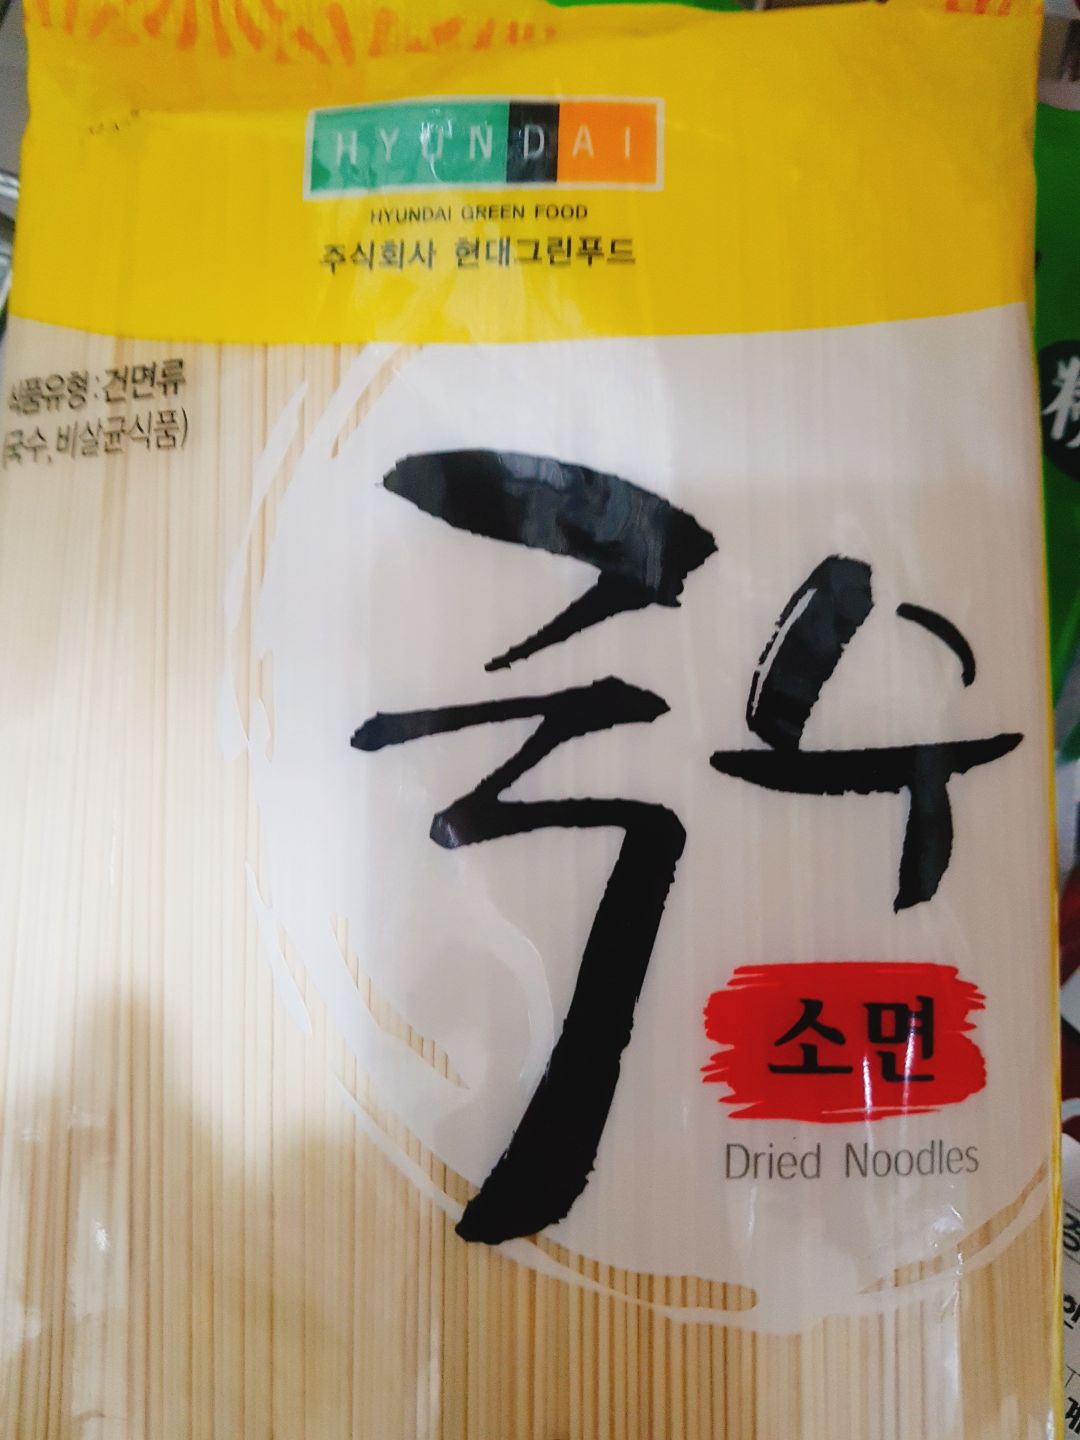 HYUNDAI
HYUNDAI GREEN FOOD
주식회사 현대그린푸드
식품유형:건면류
(국수,비살균식품)
국수
소면
Dried Noodles